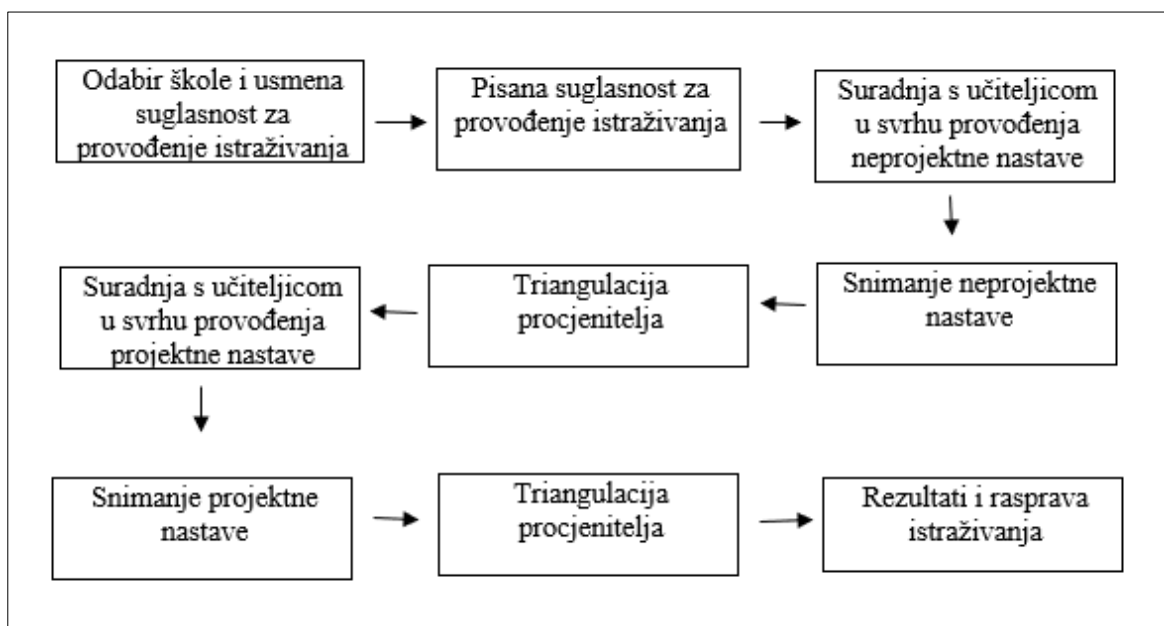 Odabir škole i usmena
suglasnost za
provođenje istraživanja
Pisana suglasnost za
provođenje istraživanja
Suradnja s učiteljicom
u svrhu provođenja
neprojektne nastave
Snimanje neprojektne
nastave
Triangulacija
procjenitelja
Suradnja s učiteljicom
u svrhu provođenja
projektne nastave
Snimanje projektne
nastave
Triangulacija
procjenitelja
Rezultati i rasprava
istraživanja